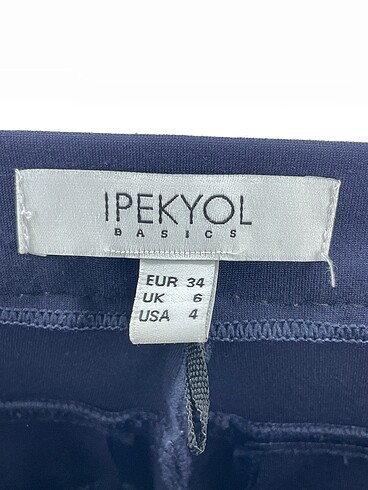 IPEKYOL
BASICS
EUR 34
UK 6
USA 4